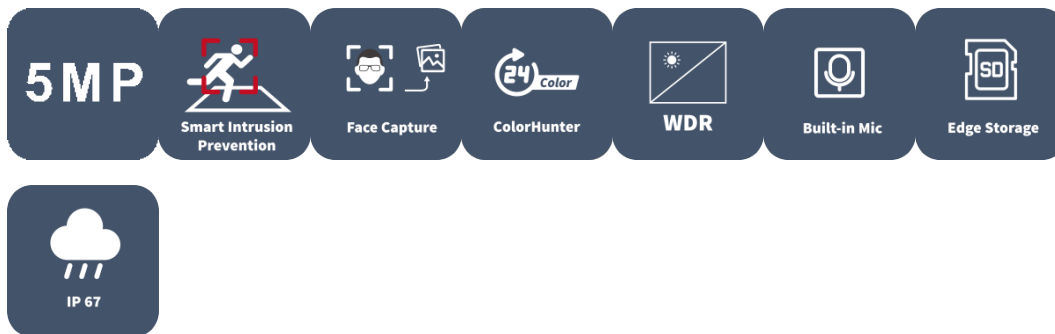 5MP
Smart Intrusion
Prevention
Face Capture
24 Color
ColorHunter
WDR
Built-in Mic
SD
Edge Storage
IP 67